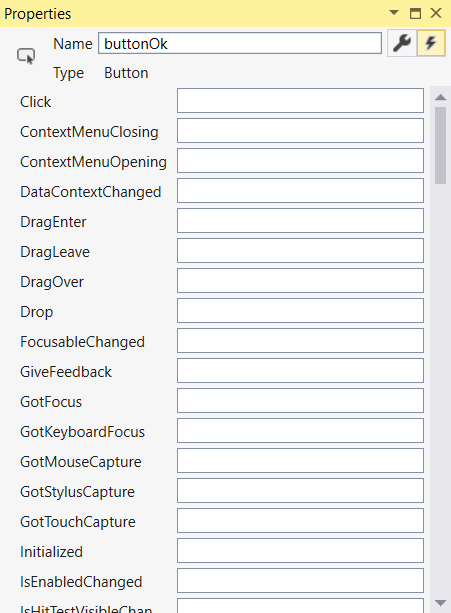 Properties
Name buttonOk
Type Button
Click
ContextMenuClosing
ContextMenuOpening
DataContextChanged
DragEnter
DragLeave
DragOver
Drop
FocusableChanged
GiveFeedback
GotFocus
GotKeyboardFocus
GotMouseCapture
GotStylusCapture
GotTouchCapture
Initialized
IsEnabledChanged
IsHitTestVisibleChan